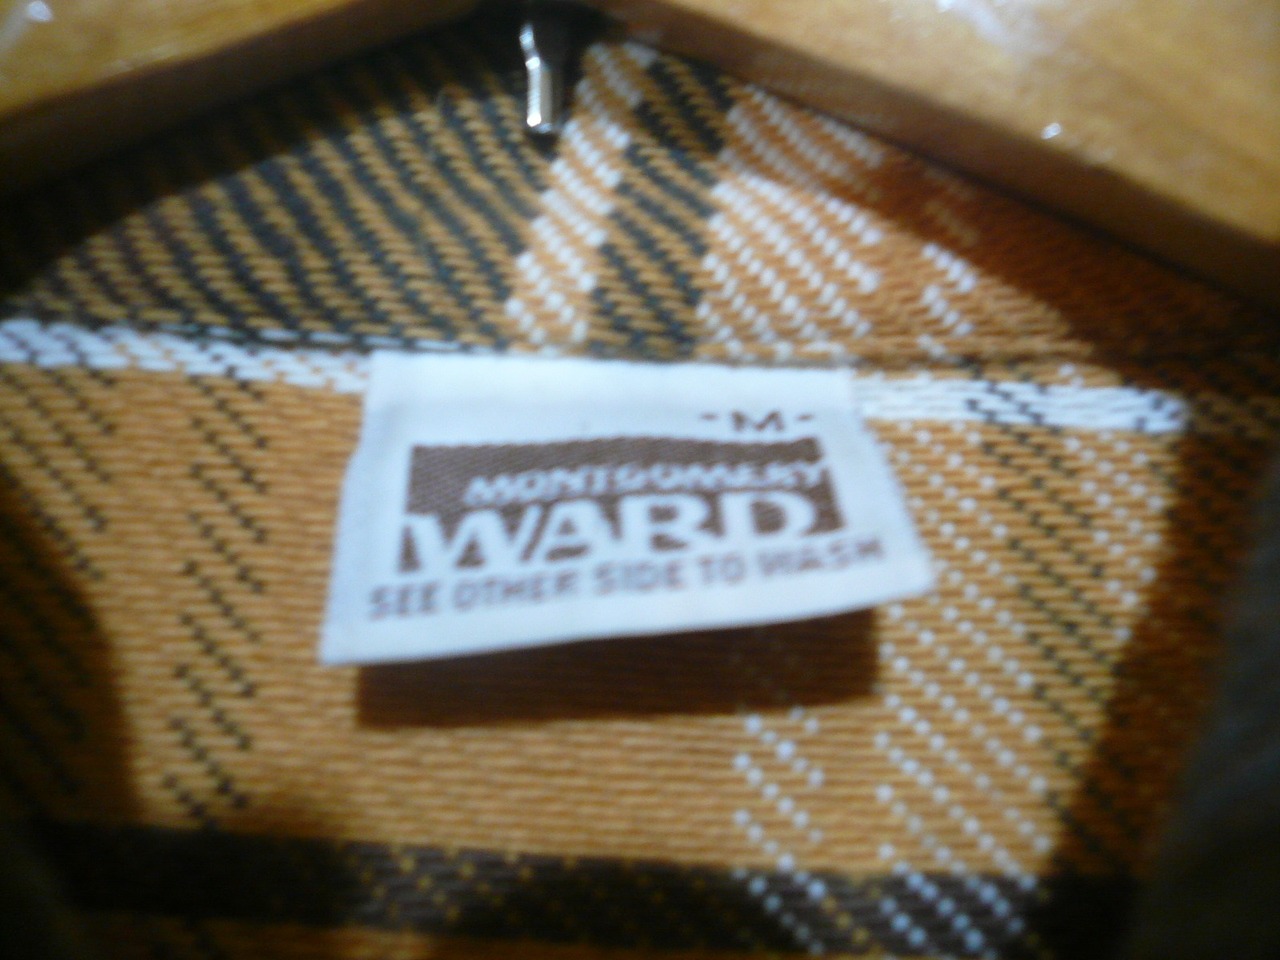 -M-
MONTGOMERY
WARD
SEE OTHER SIDE TO WASH